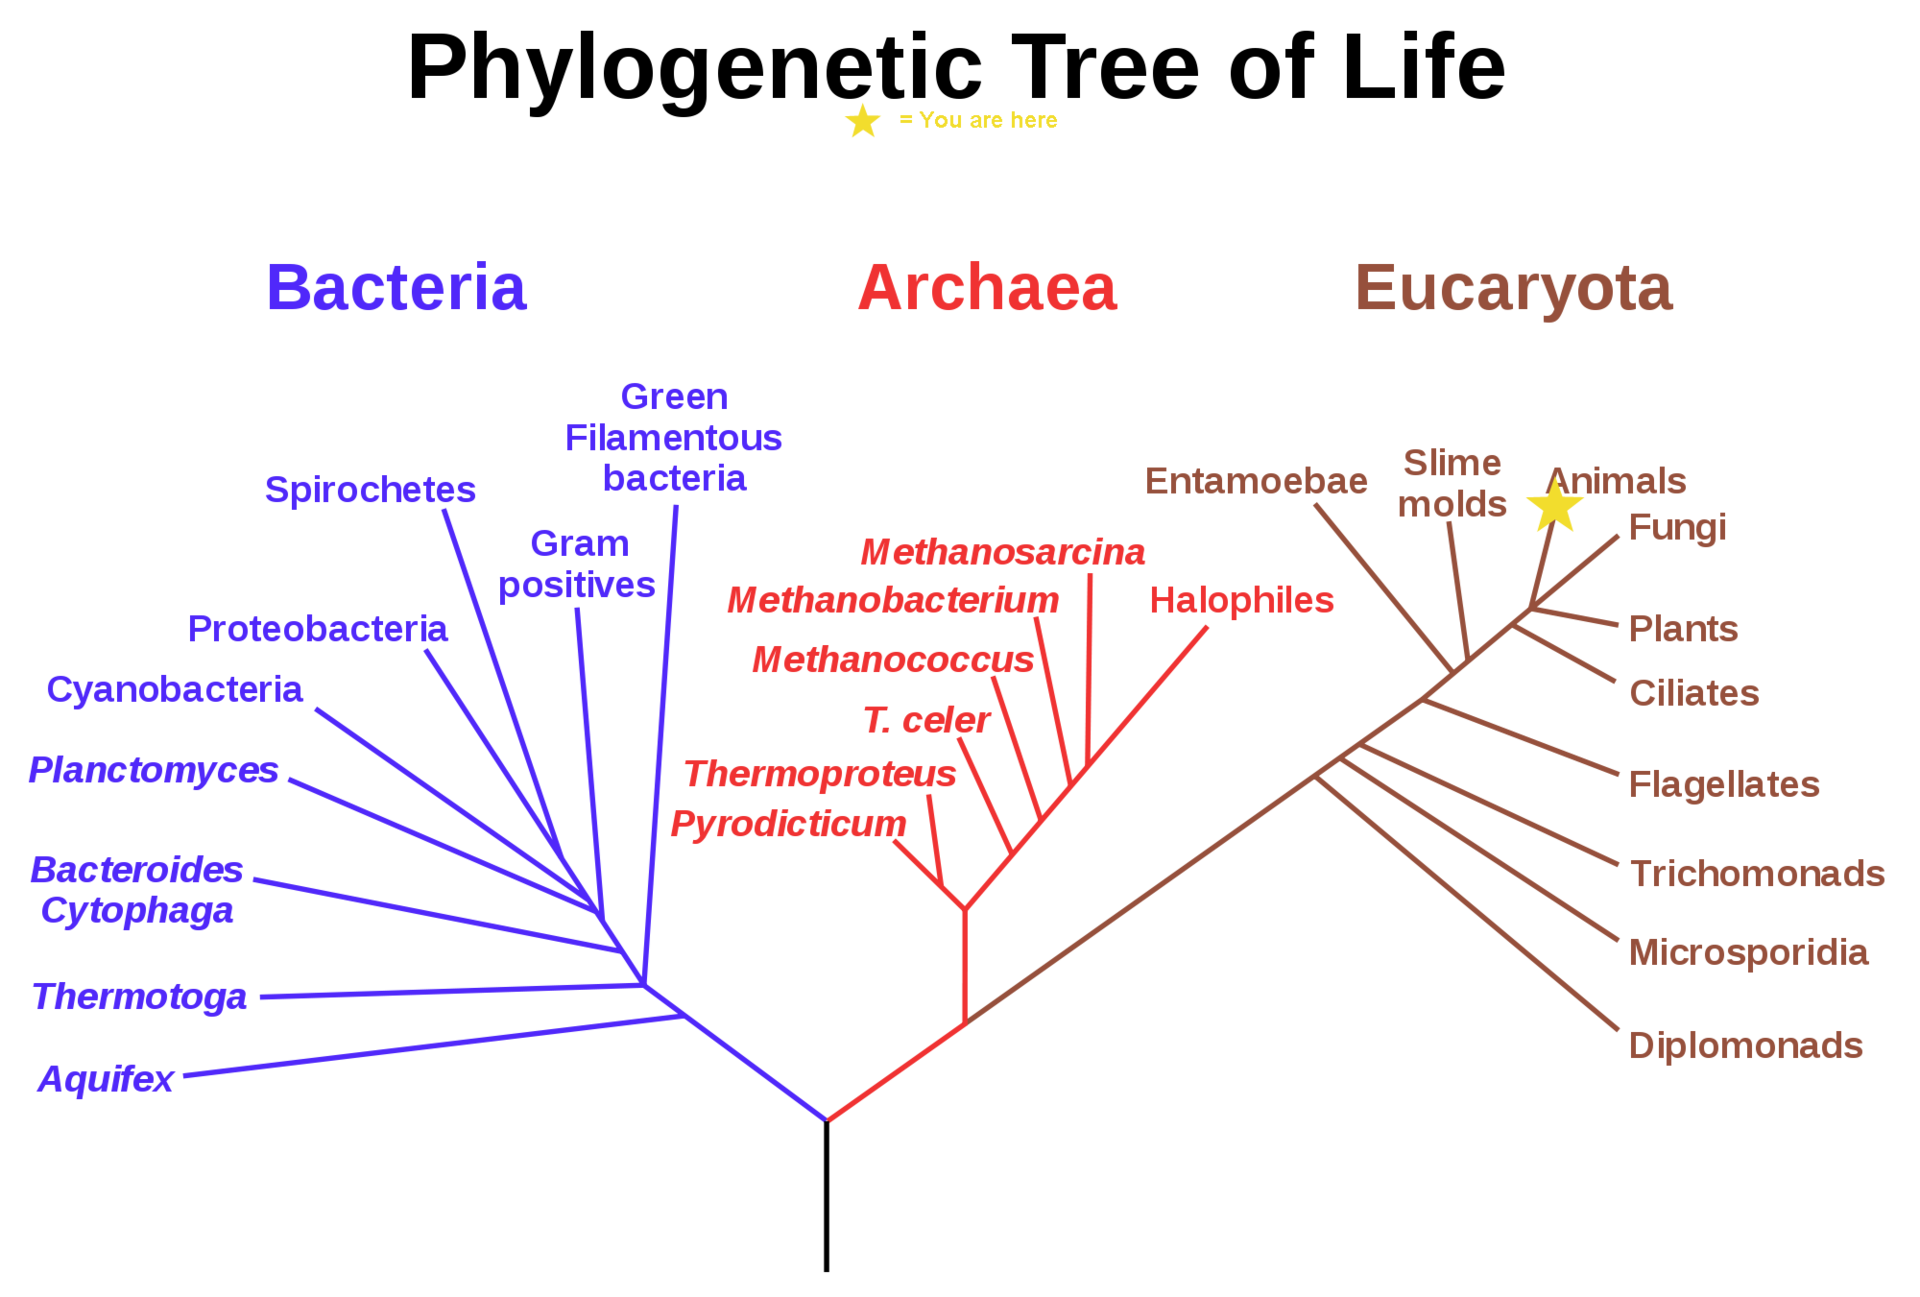 Phylogenetic Tree of Life
= You are here
Bacteria
Archaea
Eucaryota
Green
Filamentous
bacteria
Spirochetes
Gram
positives
Proteobacteria
Cyanobacteria
Planctomyces
Bacteroides
Cytophaga
Thermotoga
Aquifex
Methanosarcina
Methanobacterium
Halophiles
Methanococcus
T. celer
Thermoproteus
Pyrodicticum
Entamoebae
Slime
molds
Animals
Fungi
Plants
Ciliates
Flagellates
Trichomonads
Microsporidia
Diplomonads